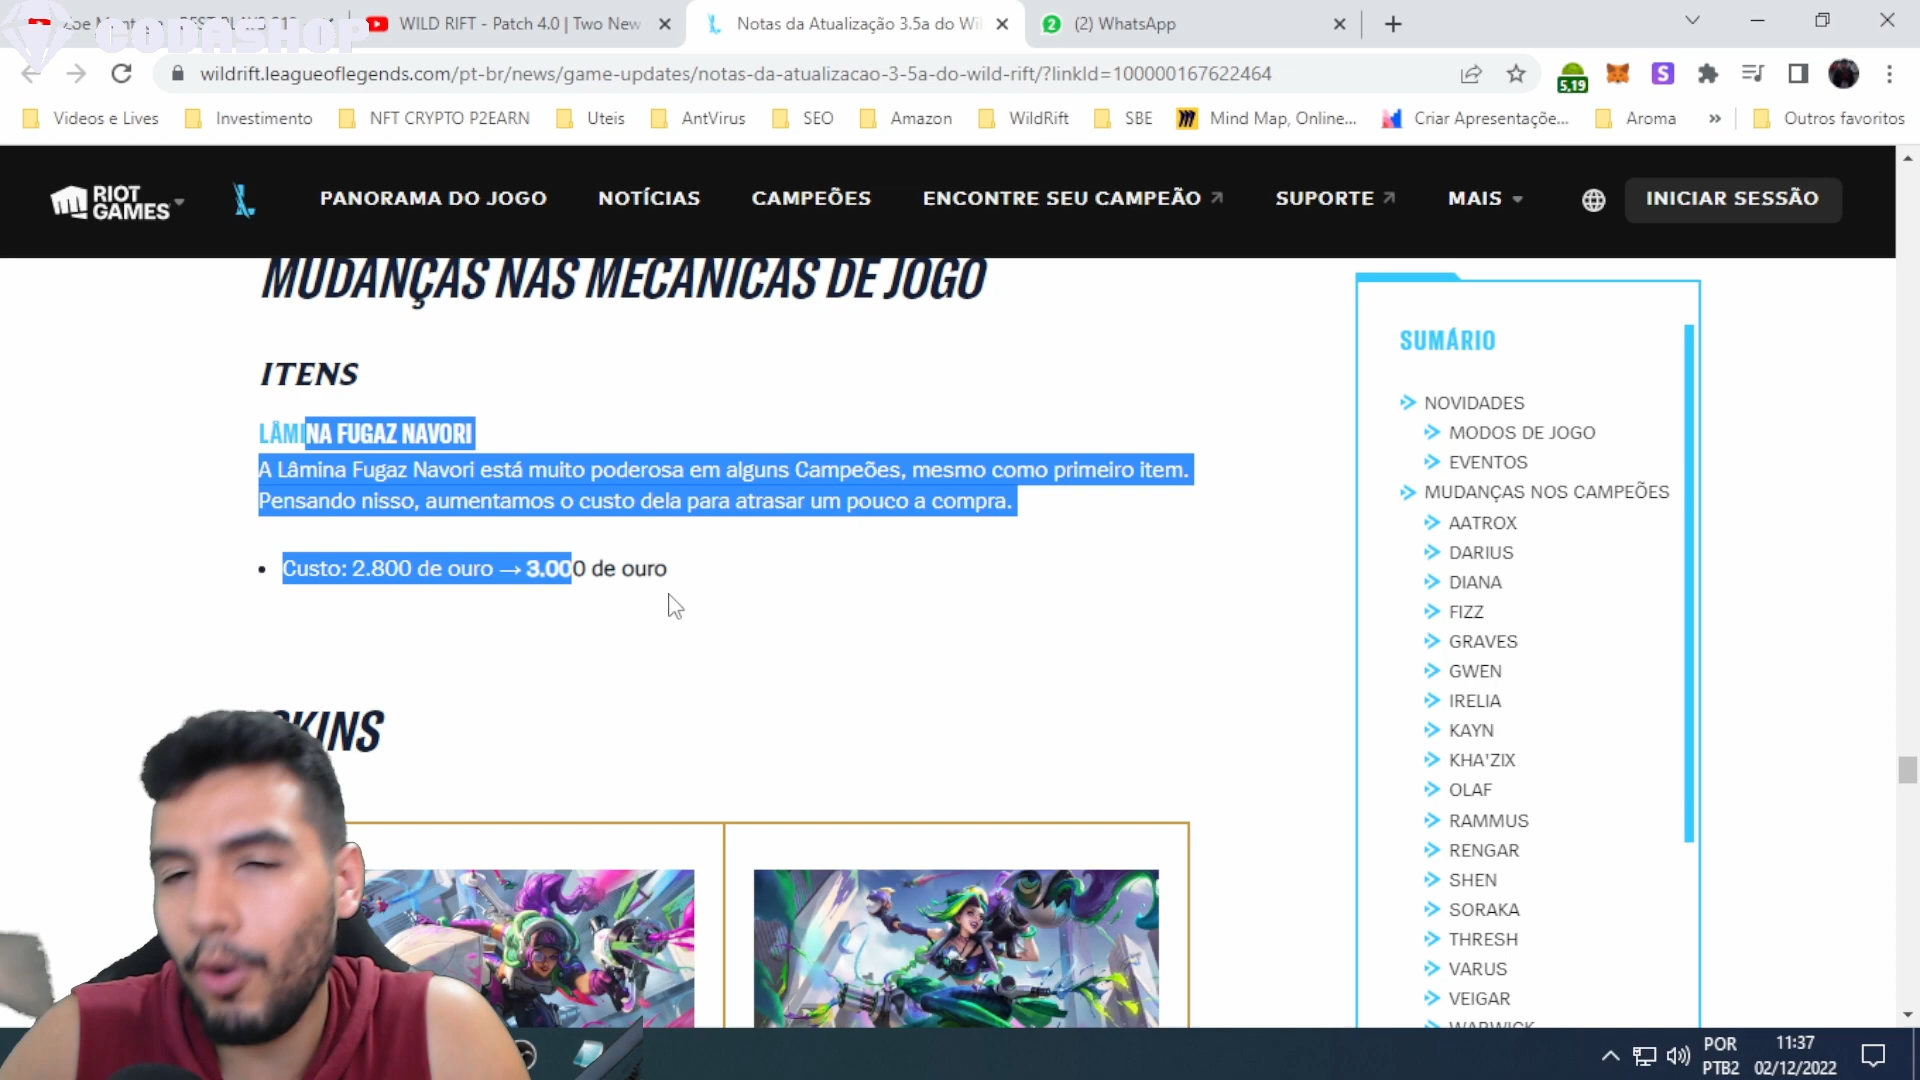 CODASHOP
WILD RIFT - Patch 4.0 | Two New
Notas da Atualização 3.5a do Wi
(2) WhatsApp
wildrift.leagueoflegends.com/pt-br/news/game-updates/notas-da-atualizacao-3-5a-do-wild-rift/?linkId=100000167622464
5,19
Videos e Lives
Investimento
NFT CRYPTO P2EARN
Uteis
AntVirus
SEO
Amazon
WildRift
SBE
Mind Map, Online...
Criar Apresentaçõe...
Aroma
»
Outros favoritos
RIOT
GAMES
PANORAMA DO JOGO
NOTÍCIAS
CAMPEÕES
ENCONTRE SEU CAMPEÃO
SUPORTE
MAIS
INICIAR SESSÃO
MUDANÇAS NAS MECÂNICAS DE JOGO
ITENS
LÂMINA FUGAZ NAVORI
A Lâmina Fugaz Navori está muito poderosa em alguns Campeões, mesmo como primeiro item.
Pensando nisso, aumentamos o custo dela para atrasar um pouco a compra.
• Custo: 2.800 de ouro → 3.000 de ouro
SKINS
SUMÁRIO
NOVIDADES
MODOS DE JOGO
EVENTOS
MUDANÇAS NOS CAMPEÕES
AATROX
DARIUS
DIANA
FIZZ
GRAVES
GWEN
IRELIA
KAYN
KHA'ZIX
OLAF
RAMMUS
RENGAR
SHEN
SORAKA
THRESH
VARUS
VEIGAR
WARWICK
POR
PTB2
11:37
02/12/2022